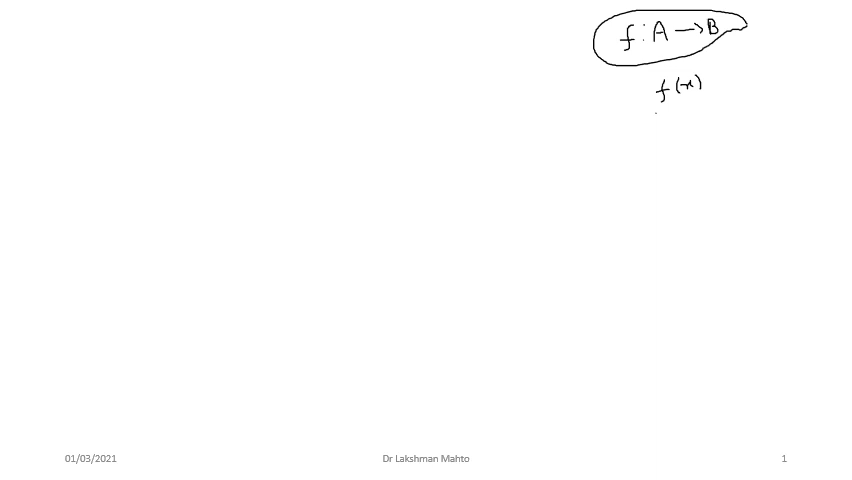 f : A → B
f(x)
01/03/2021 Dr Lakshman Mahto 1